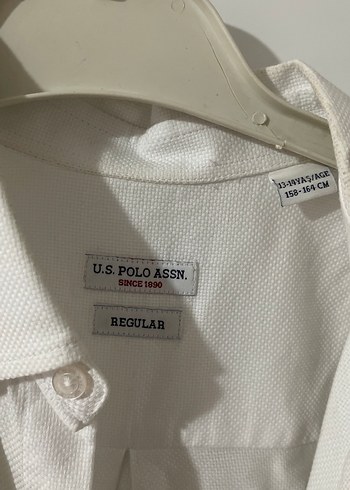 13-14YAŞ/AGE
158-164 CM
U.S. POLO ASSN.
SINCE 1890
REGULAR